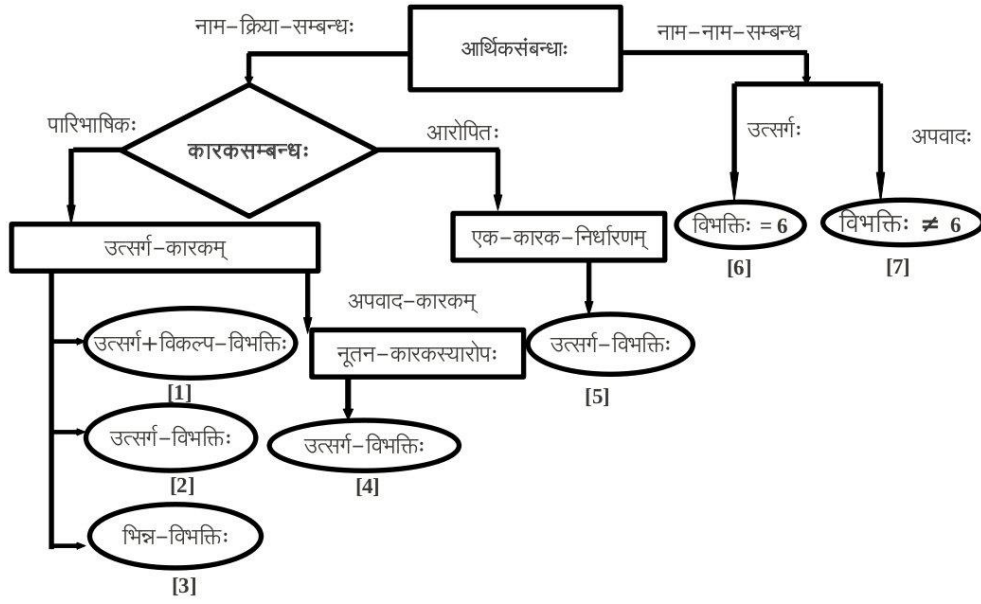 नाम-क्रिया-सम्बन्धः
आर्थिकसंबन्धाः
नाम-नाम-सम्बन्ध
पारिभाषिकः
कारकसम्बन्धः
आरोपितः
उत्सर्गः
अपवादः
उत्सर्ग-कारकम्
एक-कारक-निर्धारणम्
विभक्तिः = 6
[6]
विभक्तिः ≠ 6
[7]
अपवाद-कारकम्
उत्सर्ग+विकल्प-विभक्तिः
[1]
नूतन-कारकस्यारोपः
उत्सर्ग-विभक्तिः
[5]
उत्सर्ग-विभक्तिः
[2]
उत्सर्ग-विभक्तिः
[4]
भिन्न-विभक्तिः
[3]